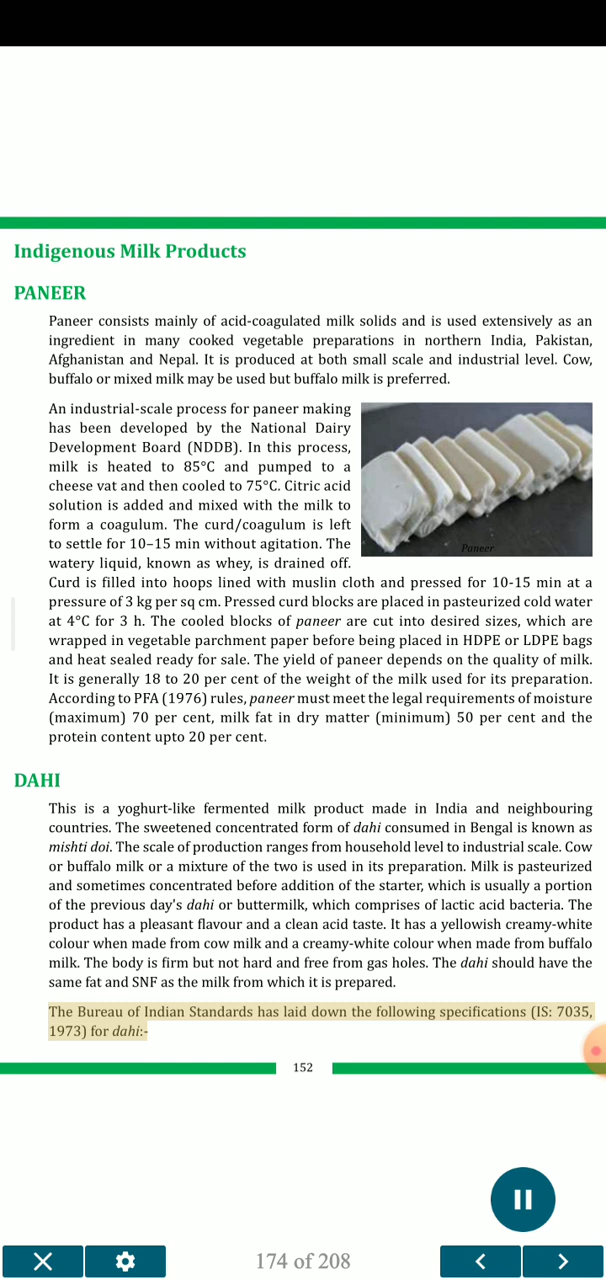 Indigenous Milk Products
PANEER
Paneer consists mainly of acid-coagulated milk solids and is used extensively as an
ingredient in many cooked vegetable preparations in northern India, Pakistan,
Afghanistan and Nepal. It is produced at both small scale and industrial level. Cow,
buffalo or mixed milk may be used but buffalo milk is preferred.
An industrial-scale process for paneer making
has been developed by the National Dairy
Development Board (NDDB). In this process,
milk is heated to 85°C and pumped to a
cheese vat and then cooled to 75°C. Citric acid
solution is added and mixed with the milk to
form a coagulum. The curd/coagulum is left
to settle for 10–15 min without agitation. The
watery liquid, known as whey, is drained off.
Paneer
Curd is filled into hoops lined with muslin cloth and pressed for 10-15 min at a
pressure of 3 kg per sq cm. Pressed curd blocks are placed in pasteurized cold water
at 4°C for 3 h. The cooled blocks of paneer are cut into desired sizes, which are
wrapped in vegetable parchment paper before being placed in HDPE or LDPE bags
and heat sealed ready for sale. The yield of paneer depends on the quality of milk.
It is generally 18 to 20 per cent of the weight of the milk used for its preparation.
According to PFA (1976) rules, paneer must meet the legal requirements of moisture
(maximum) 70 per cent, milk fat in dry matter (minimum) 50 per cent and the
protein content upto 20 per cent.
DAHI
This is a yoghurt-like fermented milk product made in India and neighbouring
countries. The sweetened concentrated form of dahi consumed in Bengal is known as
mishti doi. The scale of production ranges from household level to industrial scale. Cow
or buffalo milk or a mixture of the two is used in its preparation. Milk is pasteurized
and sometimes concentrated before addition of the starter, which is usually a portion
of the previous day's dahi or buttermilk, which comprises of lactic acid bacteria. The
product has a pleasant flavour and a clean acid taste. It has a yellowish creamy-white
colour when made from cow milk and a creamy-white colour when made from buffalo
milk. The body is firm but not hard and free from gas holes. The dahi should have the
same fat and SNF as the milk from which it is prepared.
The Bureau of Indian Standards has laid down the following specifications (IS: 7035,
1973) for dahi:-
152
174 of 208